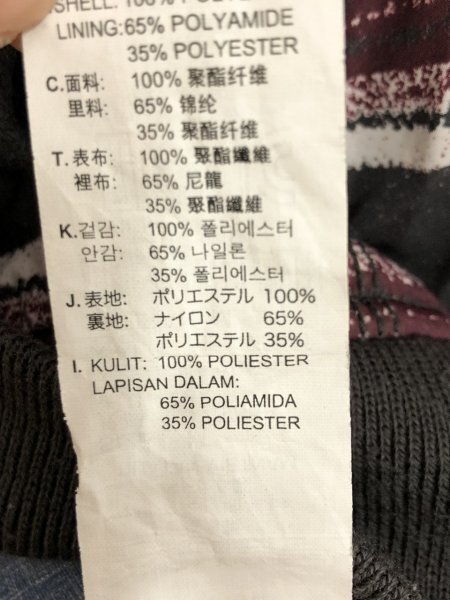 SHELL: 100% POLYESTER
LINING: 65% POLYAMIDE
35% POLYESTER
C.面料: 100% 聚酯纤维
里料: 65% 锦纶
35% 聚酯纤维
T.表布: 100% 聚酯纖維
裡布: 65% 尼龍
35% 聚酯纖維
K.겉감: 100% 폴리에스터
안감: 65% 나일론
35% 폴리에스터
J.表地: ポリエステル 100%
裏地: ナイロン 65%
ポリエステル 35%
I. KULIT: 100% POLIESTER
LAPISAN DALAM:
65% POLIAMIDA
35% POLIESTER